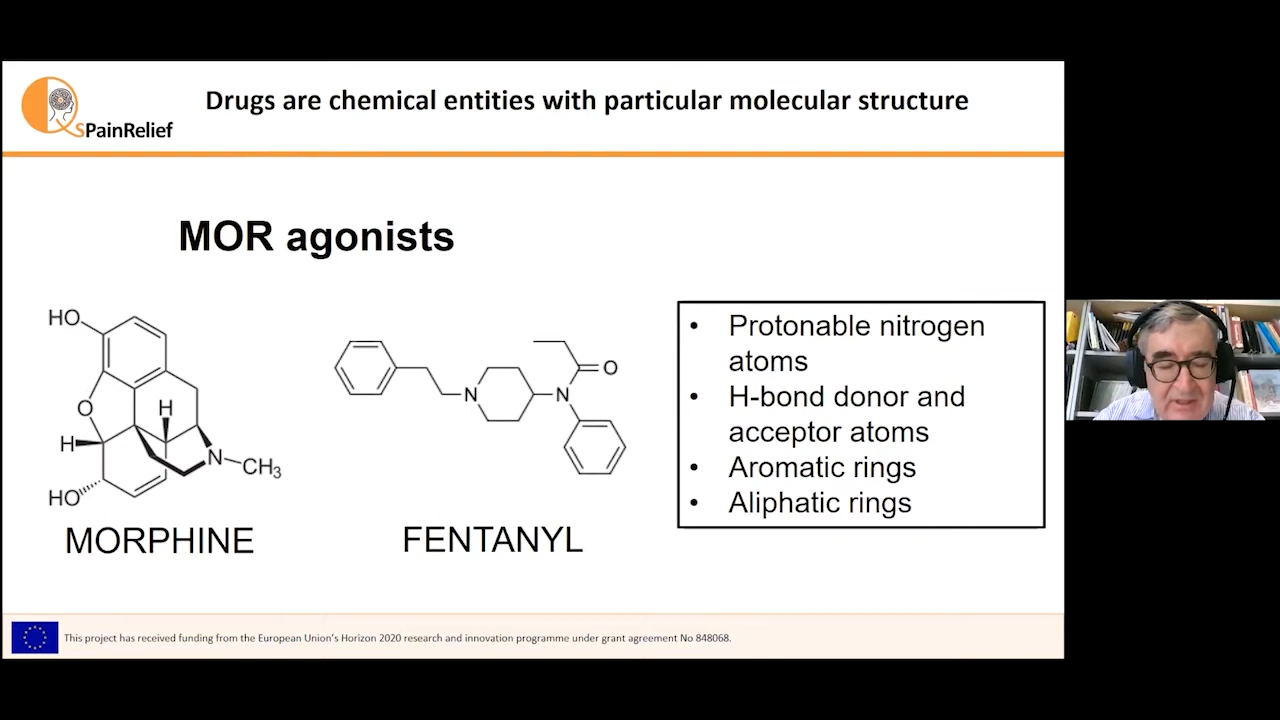 Drugs are chemical entities with particular molecular structure
sPainRelief
MOR agonists
HO
O
H
H
N
CH3
HO
MORPHINE
N
N
O
FENTANYL
• Protonable nitrogen
atoms
• H-bond donor and
acceptor atoms
• Aromatic rings
• Aliphatic rings
This project has received funding from the European Union's Horizon 2020 research and innovation programme under grant agreement No 848068.